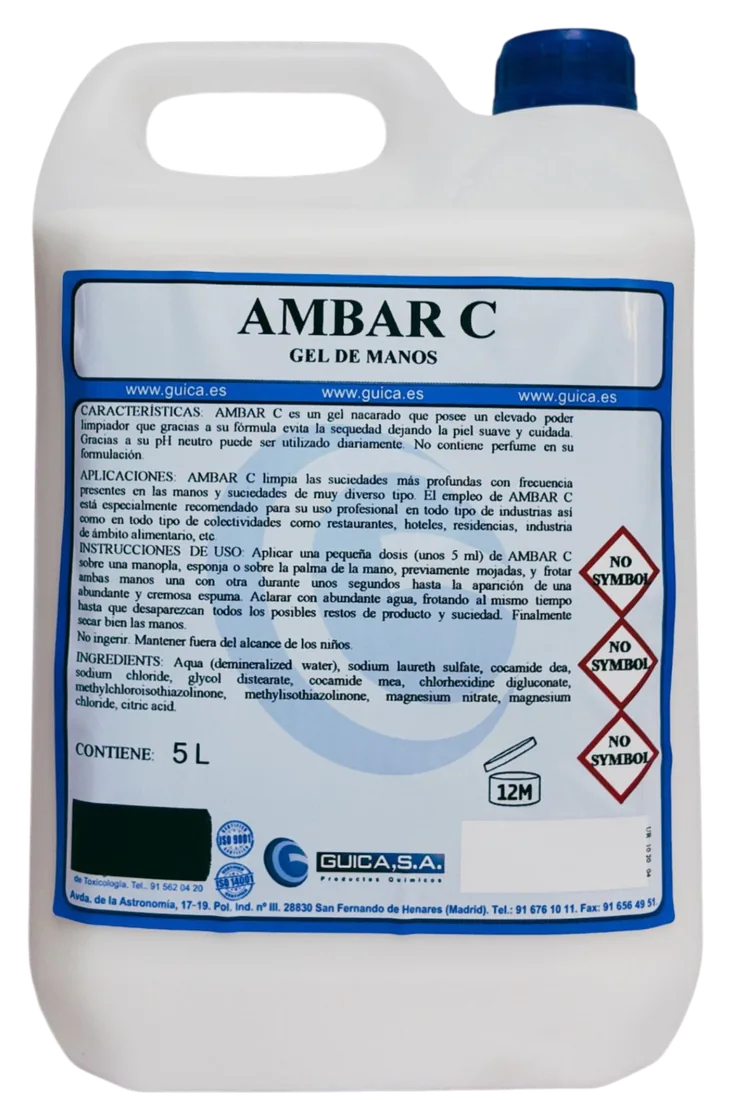 AMBAR C
GEL DE MANOS
www.guica.es www.guica.es www.guica.es
CARACTERÍSTICAS: AMBAR C es un gel nacarado que posee un elevado poder
limpiador que gracias a su fórmula evita la sequedad dejando la piel suave y cuidada.
Gracias a su pH neutro puede ser utilizado diariamente. No contiene perfume en su
formulación.
APLICACIONES: AMBAR C limpia las suciedades más profundas con frecuencia
presentes en las manos y suciedades de muy diverso tipo. El empleo de AMBAR C
está especialmente recomendado para su uso profesional en todo tipo de industrias así
como en todo tipo de colectividades como restaurantes, hoteles, residencias, industria
de ámbito alimentario, etc.
INSTRUCCIONES DE USO: Aplicar una pequeña dosis (unos 5 ml) de AMBAR C
sobre una manopla, esponja o sobre la palma de la mano, previamente mojadas, y frotar
ambas manos una con otra durante unos segundos hasta la aparición de una
abundante y cremosa espuma. Aclarar con abundante agua, frotando al mismo tiempo
hasta que desaparezcan todos los posibles restos de producto y suciedad. Finalmente
secar bien las manos.
No ingerir. Mantener fuera del alcance de los niños.
INGREDIENTS: Aqua (demineralized water), sodium laureth sulfate, cocamide dea,
sodium chloride, glycol distearate, cocamide mea, chlorhexidine digluconate,
methylchloroisothiazolinone, methylisothiazolinone, magnesium nitrate, magnesium
chloride, citric acid.
NO
SYMBOL
NO
SYMBOL
NO
SYMBOL
CONTIENE: 5 L
12M
ISO 9001
ISO 14001
GUICA, S.A.
Productos Químicos
U/R 10 20 04
de Toxicología. Tel.. 91 562 04 20
Avda. de la Astronomía, 17-19. Pol. Ind. nº III. 28830 San Fernando de Henares (Madrid). Tel.: 91 676 10 11. Fax: 91 656 49 51